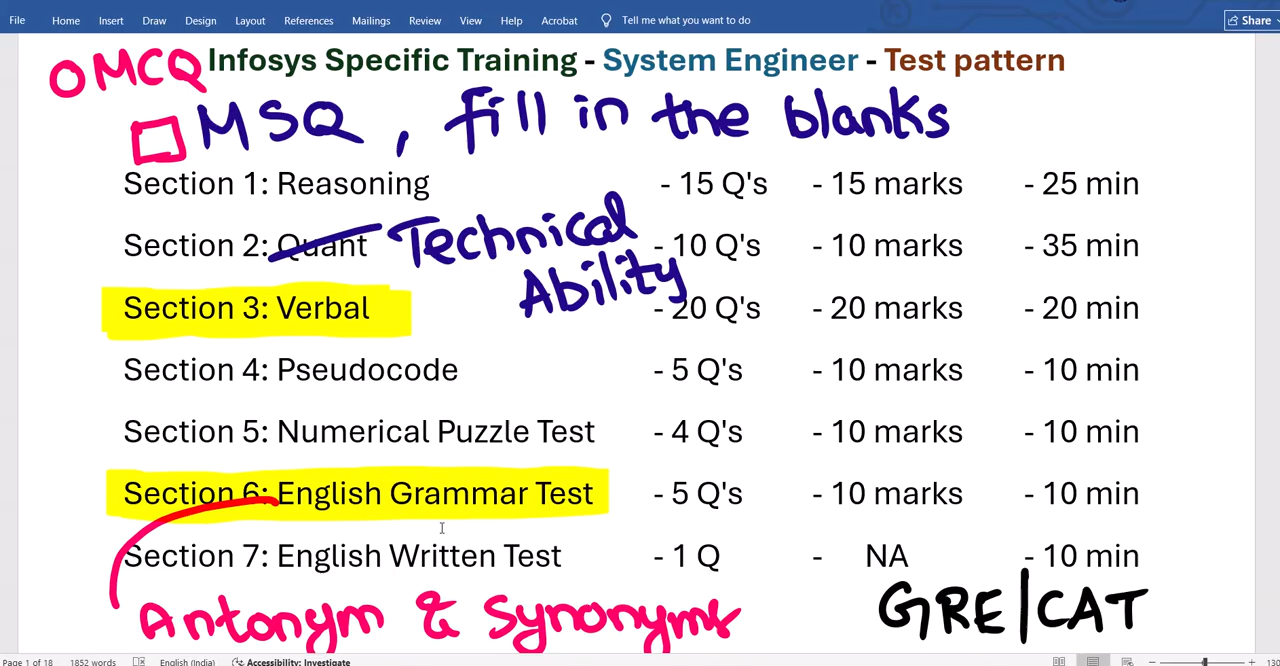 File Home Insert Draw Design Layout References Mailings Review View Help Acrobat Tell me what you want to do Share
O MCQ Infosys Specific Training - System Engineer - Test pattern
MSQ, fill in the blanks
Section 1: Reasoning - 15 Q's - 15 marks - 25 min
Section 2: Quant Technical Ability - 10 Q's - 10 marks - 35 min
Section 3: Verbal - 20 Q's - 20 marks - 20 min
Section 4: Pseudocode - 5 Q's - 10 marks - 10 min
Section 5: Numerical Puzzle Test - 4 Q's - 10 marks - 10 min
Section 6: English Grammar Test - 5 Q's - 10 marks - 10 min
Section 7: English Written Test - 1 Q - NA - 10 min
Antonym & Synonyms GRE|CAT
Page 1 of 18 1852 words English (India) Accessibility: Investigate 130